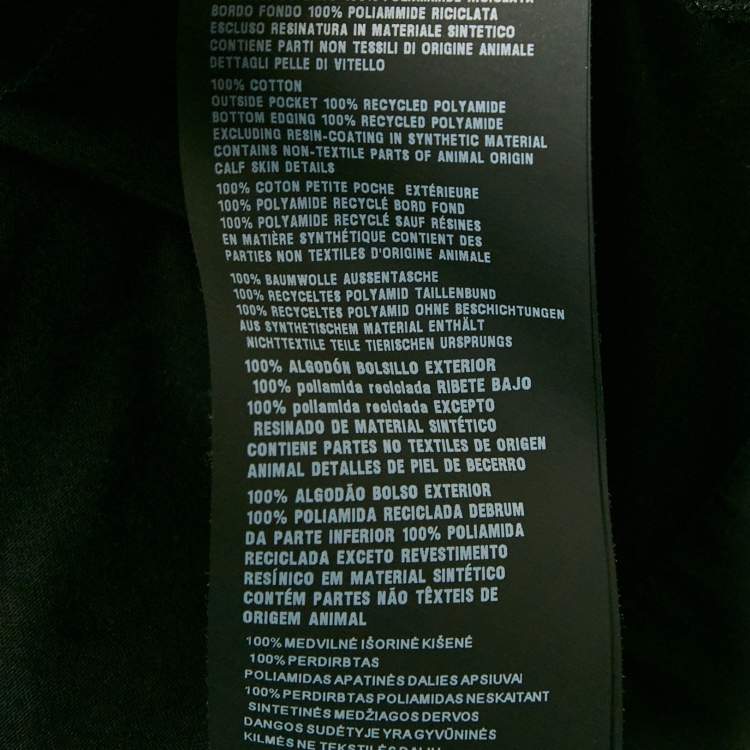 BORDO FONDO 100% POLIAMMIDE RICICLATA
ESCLUSO RESINATURA IN MATERIALE SINTETICO
CONTIENE PARTI NON TESSILI DI ORIGINE ANIMALE
DETTAGLI PELLE DI VITELLO
100% COTTON
OUTSIDE POCKET 100% RECYCLED POLYAMIDE
BOTTOM EDGING 100% RECYCLED POLYAMIDE
EXCLUDING RESIN-COATING IN SYNTHETIC MATERIAL
CONTAINS NON-TEXTILE PARTS OF ANIMAL ORIGIN
CALF SKIN DETAILS
100% COTON PETITE POCHE EXTÉRIEURE
100% POLYAMIDE RECYCLÉ BORD FOND
100% POLYAMIDE RECYCLÉ SAUF RÉSINES
EN MATIÈRE SYNTHÉTIQUE CONTIENT DES
PARTIES NON TEXTILES D'ORIGINE ANIMALE
100% BAUMWOLLE AUSSENTASCHE
100% RECYCELTES POLYAMID TAILLENBUND
100% RECYCELTES POLYAMID OHNE BESCHICHTUNGEN
AUS SYNTHETISCHEM MATERIAL ENTHÄLT
NICHTTEXTILE TEILE TIERISCHEN URSPRUNGS
100% ALGODÓN BOLSILLO EXTERIOR
100% poliamida reciclada RIBETE BAJO
100% poliamida reciclada EXCEPTO
RESINADO DE MATERIAL SINTÉTICO
CONTIENE PARTES NO TEXTILES DE ORIGEN
ANIMAL DETALLES DE PIEL DE BECERRO
100% ALGODÃO BOLSO EXTERIOR
100% POLIAMIDA RECICLADA DEBRUM
DA PARTE INFERIOR 100% POLIAMIDA
RECICLADA EXCETO REVESTIMENTO
RESÍNICO EM MATERIAL SINTÉTICO
CONTÉM PARTES NÃO TÊXTEIS DE
ORIGEM ANIMAL
100% MEDVILNĖ IŠORINĖ KIŠENĖ
100% PERDIRBTAS
POLIAMIDAS APATINĖS DALIES APSIUVAI
100% PERDIRBTAS POLIAMIDAS NESKAITANT
SINTETINĖS MEDŽIAGOS DERVOS
DANGOS SUDĖTYJE YRA GYVŪNINĖS
KILMĖS NE TEKSTILĖS